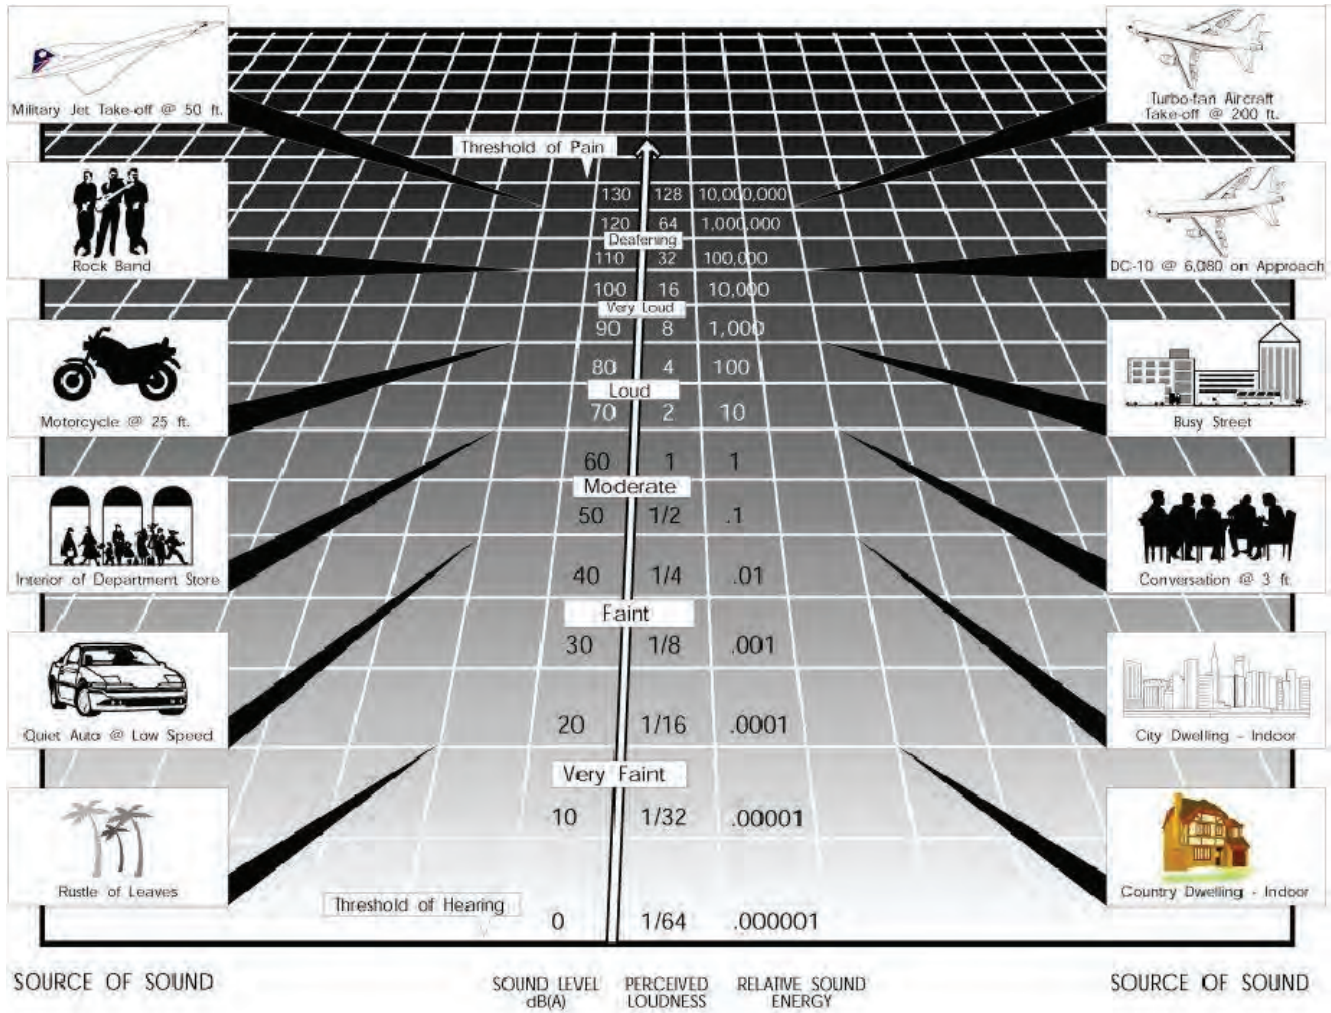 Military Jet Take-off @ 50 ft.
Rock Band
Motorcycle @ 25 ft.
Interior of Department Store
Quiet Auto @ Low Speed
Rustle of Leaves
Threshold of Pain
130 128 10,000,000
120 64 1,000,000
Deafening
110 32 100,000
100 16 10,000
Very Loud
90 8 1,000
80 4 100
Loud
70 2 10
60 1 1
Moderate
50 1/2 .1
40 1/4 .01
Faint
30 1/8 .001
20 1/16 .0001
Very Faint
10 1/32 .00001
Threshold of Hearing
0 1/64 .000001
Turbo-fan Aircraft
Take-off @ 200 ft.
DC-10 @ 6,080 on Approach
Busy Street
Conversation @ 3 ft.
City Dwelling - Indoor
Country Dwelling - Indoor
SOURCE OF SOUND
SOUND LEVEL
dB(A)
PERCEIVED
LOUDNESS
RELATIVE SOUND
ENERGY
SOURCE OF SOUND